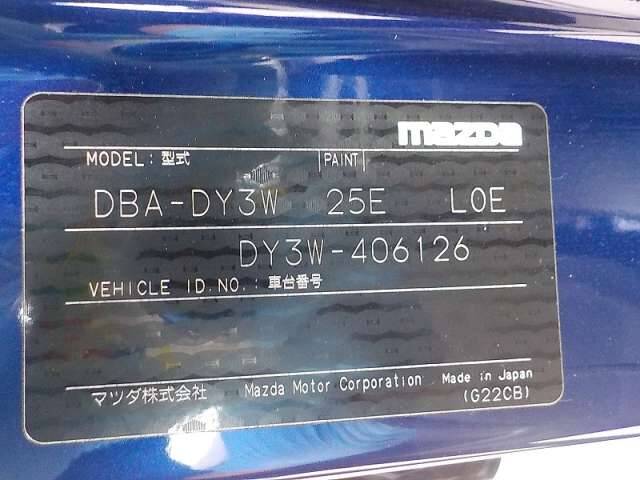 mazda
MODEL: 型式 PAINT
DBA-DY3W 25E L0E
DY3W-406126
VEHICLE ID.NO.: 車台番号
マツダ株式会社 Mazda Motor Corporation Made in Japan
(G22CB)